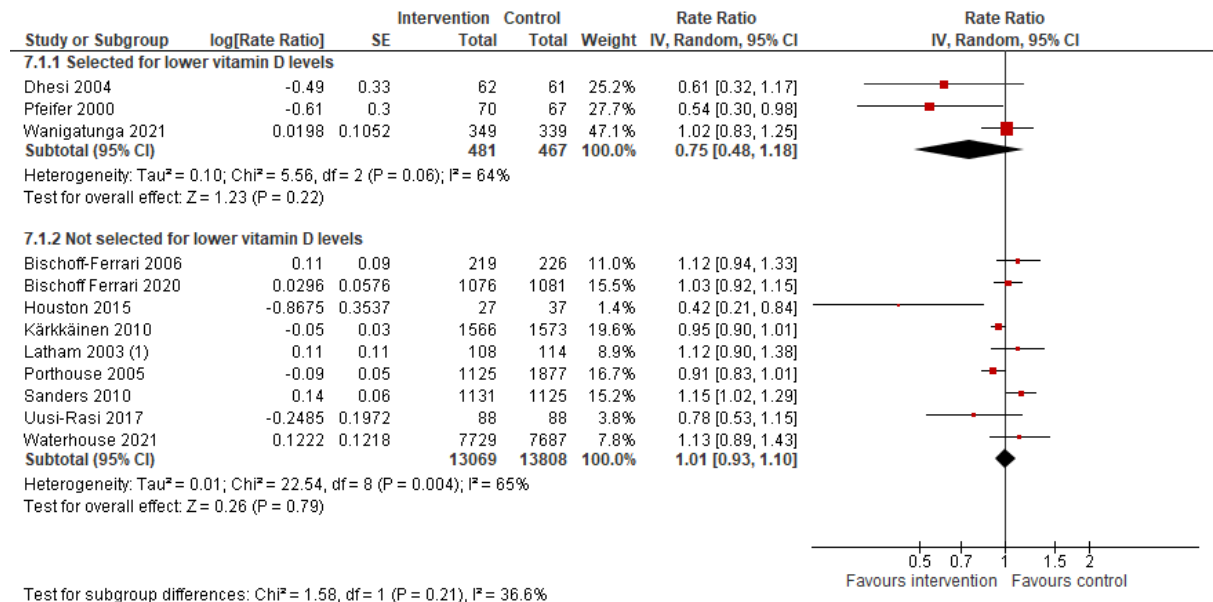 Intervention Control Rate Ratio Rate Ratio
Study or Subgroup log[Rate Ratio] SE Total Total Weight IV, Random, 95% CI IV, Random, 95% CI
7.1.1 Selected for lower vitamin D levels
Dhesi 2004 -0.49 0.33 62 61 25.2% 0.61 [0.32, 1.17]
Pfeifer 2000 -0.61 0.3 70 67 27.7% 0.54 [0.30, 0.98]
Wanigatunga 2021 0.0198 0.1052 349 339 47.1% 1.02 [0.83, 1.25]
Subtotal (95% CI) 481 467 100.0% 0.75 [0.48, 1.18]
Heterogeneity: Tau² = 0.10; Chi² = 5.56, df = 2 (P = 0.06); I² = 64%
Test for overall effect: Z = 1.23 (P = 0.22)
7.1.2 Not selected for lower vitamin D levels
Bischoff-Ferrari 2006 0.11 0.09 219 226 11.0% 1.12 [0.94, 1.33]
Bischoff Ferrari 2020 0.0296 0.0576 1076 1081 15.5% 1.03 [0.92, 1.15]
Houston 2015 -0.8675 0.3537 27 37 1.4% 0.42 [0.21, 0.84]
Kärkkäinen 2010 -0.05 0.03 1566 1573 19.6% 0.95 [0.90, 1.01]
Latham 2003 (1) 0.11 0.11 108 114 8.9% 1.12 [0.90, 1.38]
Porthouse 2005 -0.09 0.05 1125 1877 16.7% 0.91 [0.83, 1.01]
Sanders 2010 0.14 0.06 1131 1125 15.2% 1.15 [1.02, 1.29]
Uusi-Rasi 2017 -0.2485 0.1972 88 88 3.8% 0.78 [0.53, 1.15]
Waterhouse 2021 0.1222 0.1218 7729 7687 7.8% 1.13 [0.89, 1.43]
Subtotal (95% CI) 13069 13808 100.0% 1.01 [0.93, 1.10]
Heterogeneity: Tau² = 0.01; Chi² = 22.54, df = 8 (P = 0.004); I² = 65%
Test for overall effect: Z = 0.26 (P = 0.79)
0.5 0.7 1 1.5 2
Favours intervention Favours control
Test for subgroup differences: Chi² = 1.58, df = 1 (P = 0.21), I² = 36.6%